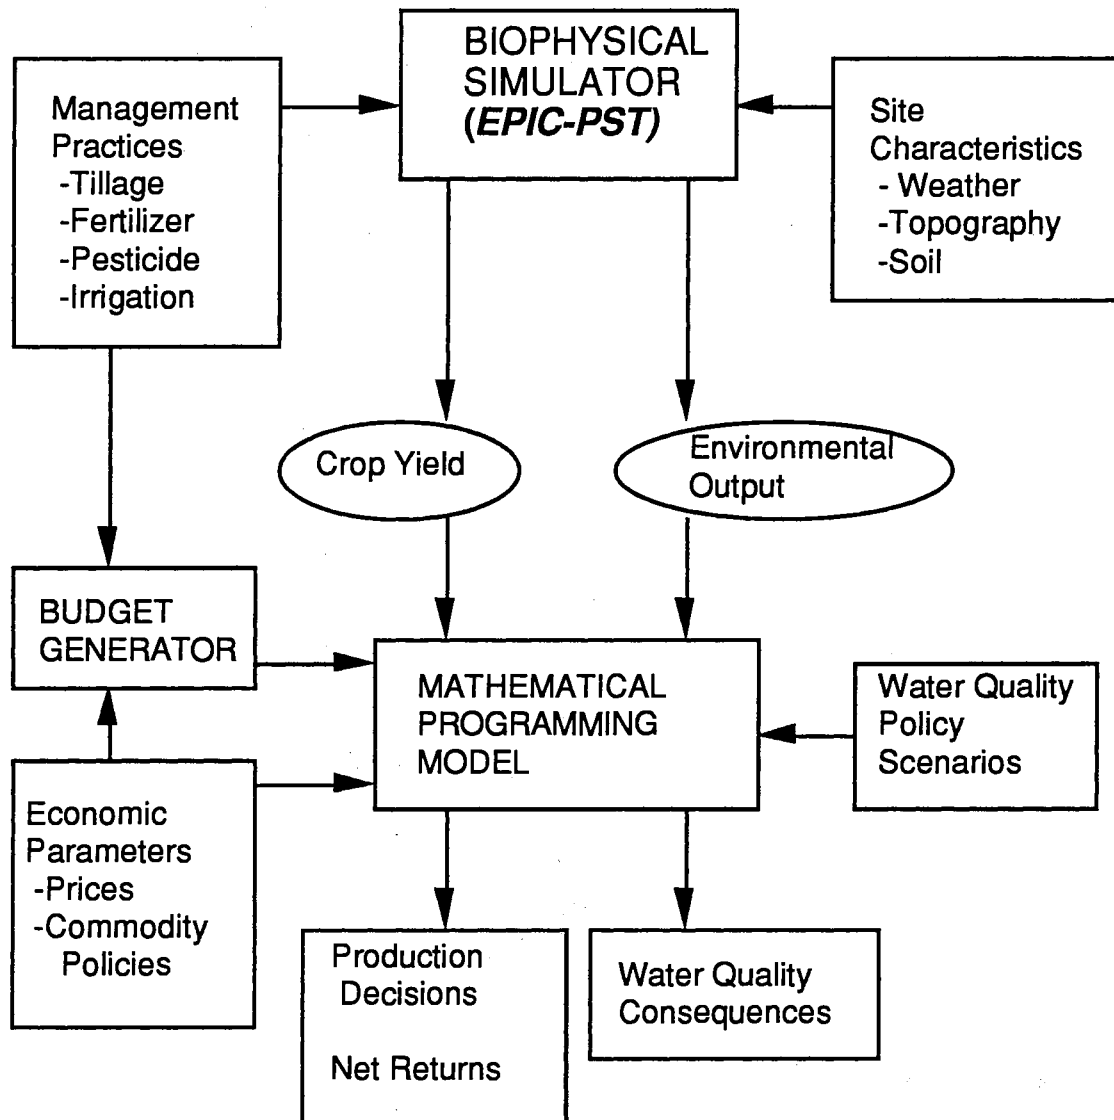 BIOPHYSICAL
SIMULATOR
(EPIC-PST)
Management
Practices
-Tillage
-Fertilizer
-Pesticide
-Irrigation
Site
Characteristics
- Weather
-Topography
-Soil
Crop Yield
Environmental
Output
BUDGET
GENERATOR
MATHEMATICAL
PROGRAMMING
MODEL
Water Quality
Policy
Scenarios
Economic
Parameters
-Prices
-Commodity
Policies
Production
Decisions
Net Returns
Water Quality
Consequences